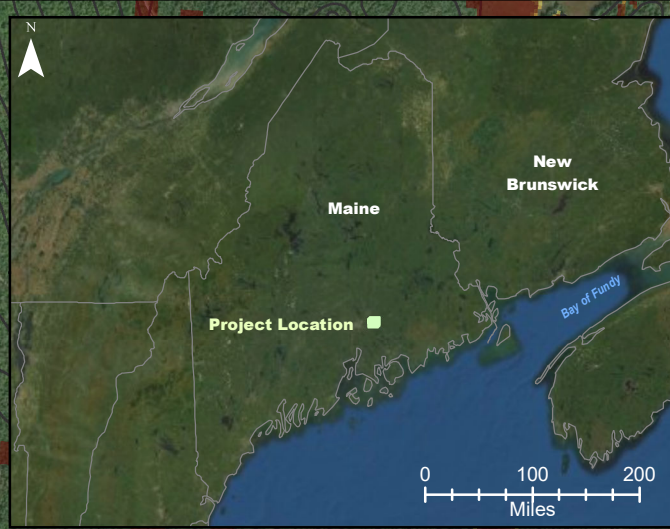 N
Maine
New
Brunswick
Project Location
Bay of Fundy
0 100 200
Miles